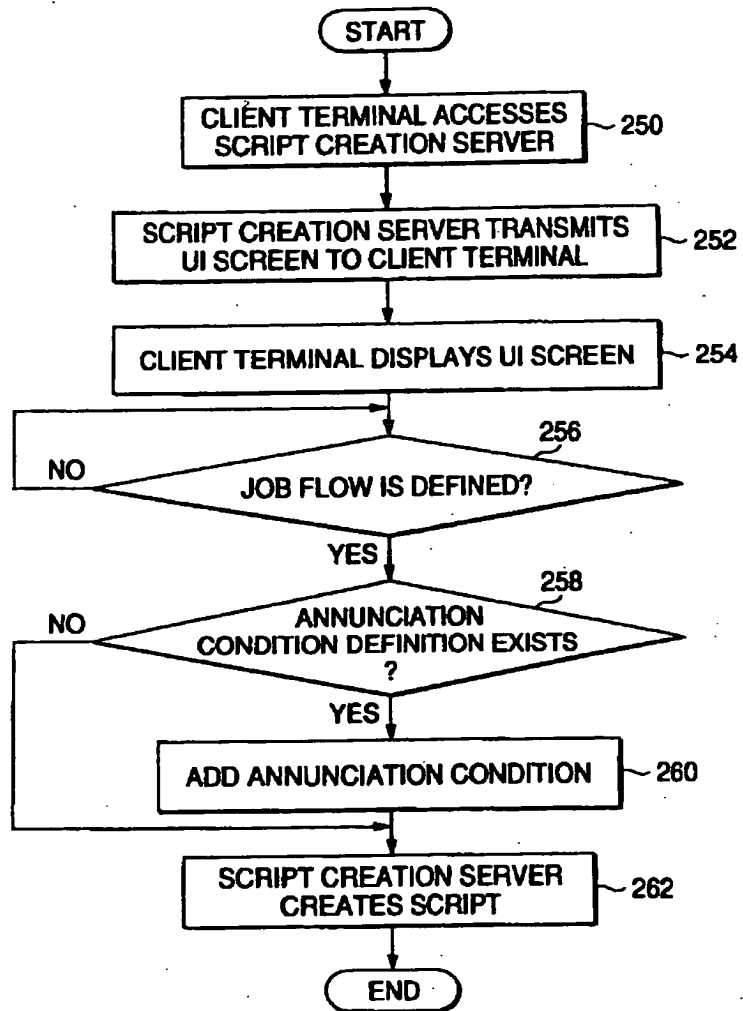 START
CLIENT TERMINAL ACCESSES
SCRIPT CREATION SERVER
250
SCRIPT CREATION SERVER TRANSMITS
UI SCREEN TO CLIENT TERMINAL
252
CLIENT TERMINAL DISPLAYS UI SCREEN
254
256
NO
JOB FLOW IS DEFINED?
YES
258
NO
ANNUNCIATION
CONDITION DEFINITION EXISTS
?
YES
ADD ANNUNCIATION CONDITION
260
SCRIPT CREATION SERVER
CREATES SCRIPT
262
END